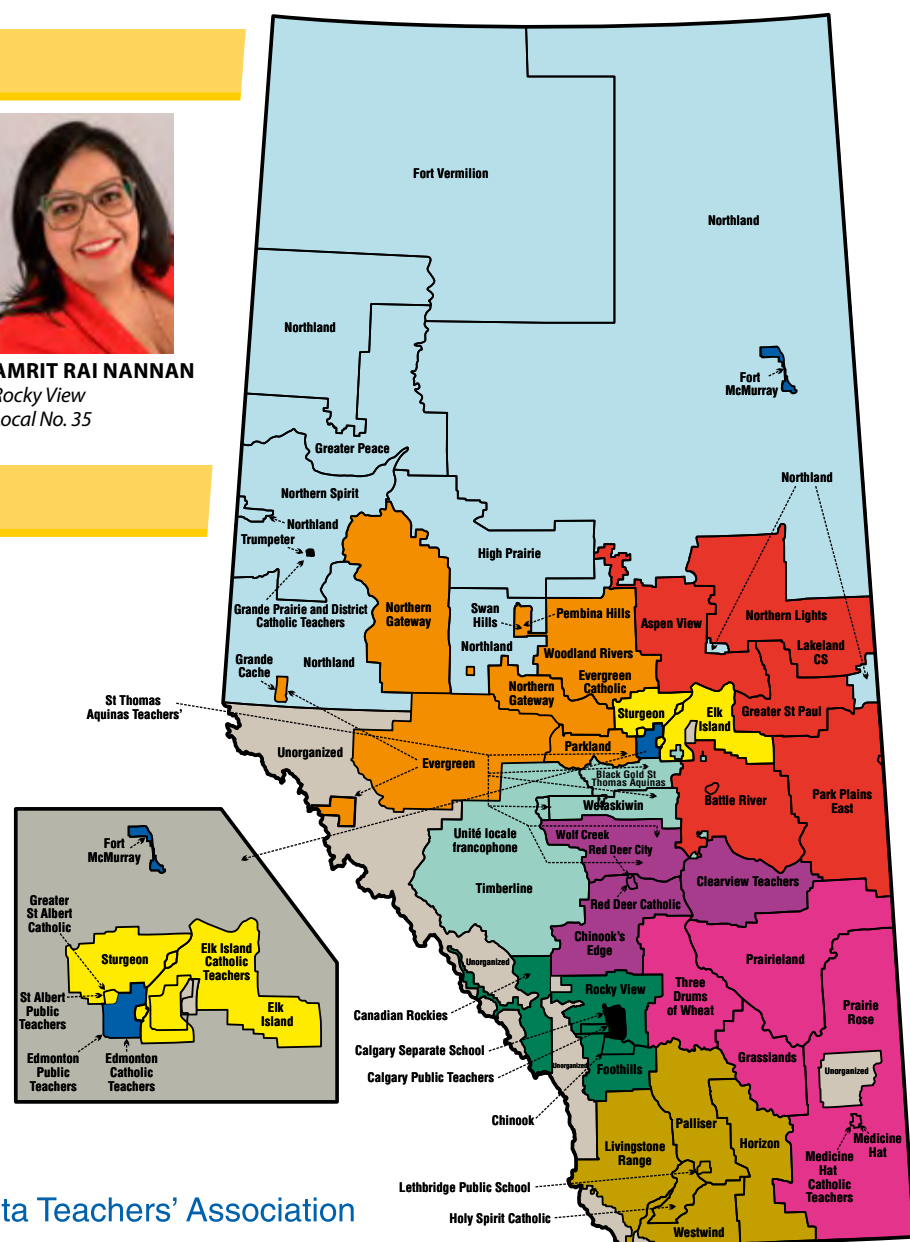 AMRIT RAI NANNAN
Rocky View
Local No. 35
Fort Vermilion
Northland
Northland
Fort
McMurray
Greater Peace
Northland
Northern Spirit
Northland
Trumpeter
High Prairie
Grande Prairie and District
Catholic Teachers
Northern
Gateway
Swan
Hills
Pembina Hills
Aspen View
Northern Lights
Northland
Woodland Rivers
Lakeland
CS
Grande
Cache
Northland
Evergreen
Catholic
Northern
Gateway
St Thomas
Aquinas Teachers'
Sturgeon
Elk
Island
Greater St Paul
Unorganized
Evergreen
Parkland
Black Gold St
Thomas Aquinas
Wetaskiwin
Battle River
Park Plains
East
Unité locale
francophone
Wolf Creek
Red Deer City
Timberline
Clearview Teachers
Red Deer Catholic
Chinook's
Edge
Prairieland
Unorganized
Rocky View
Three
Drums
of Wheat
Prairie
Rose
Canadian Rockies
Calgary Separate School
Grasslands
Unorganized
Foothills
Unorganized
Calgary Public Teachers
Chinook
Palliser
Livingstone
Range
Horizon
Medicine
Hat
Medicine
Hat
Catholic
Teachers
Lethbridge Public School
Holy Spirit Catholic
Westwind
Fort
McMurray
Greater
St Albert
Catholic
Sturgeon
Elk Island
Catholic
Teachers
St Albert
Public
Teachers
Elk
Island
Edmonton
Public
Teachers
Edmonton
Catholic
Teachers
ta Teachers' Association